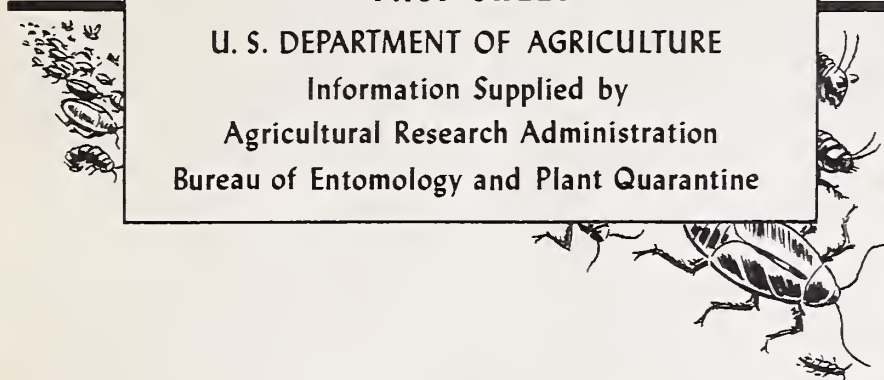 U. S. DEPARTMENT OF AGRICULTURE
Information Supplied by
Agricultural Research Administration
Bureau of Entomology and Plant Quarantine